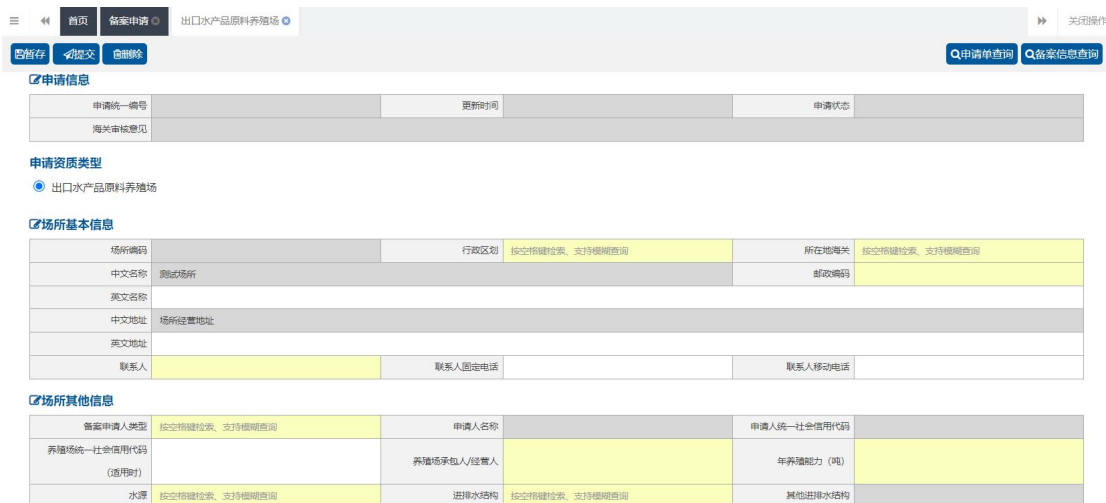 首页 备案申请 出口水产品原料养殖场 关闭操作
暂存 提交 删除 申请单查询 备案信息查询
申请信息
申请统一编号 更新时间 申请状态
海关审核意见
申请资质类型
出口水产品原料养殖场
场所基本信息
场所编码 行政区划 按空格键检索、支持模糊查询 所在地海关 按空格键检索、支持模糊查询
中文名称 测试场所 邮政编码
英文名称
中文地址 场所经营地址
英文地址
联系人 联系人固定电话 联系人移动电话
场所其他信息
备案申请人类型 按空格键检索、支持模糊查询 申请人名称 申请人统一社会信用代码
养殖场统一社会信用代码
(适用时) 养殖场承包人/经营人 年养殖能力（吨）
水源 按空格键检索、支持模糊查询 进排水结构 按空格键检索、支持模糊查询 其他进排水结构